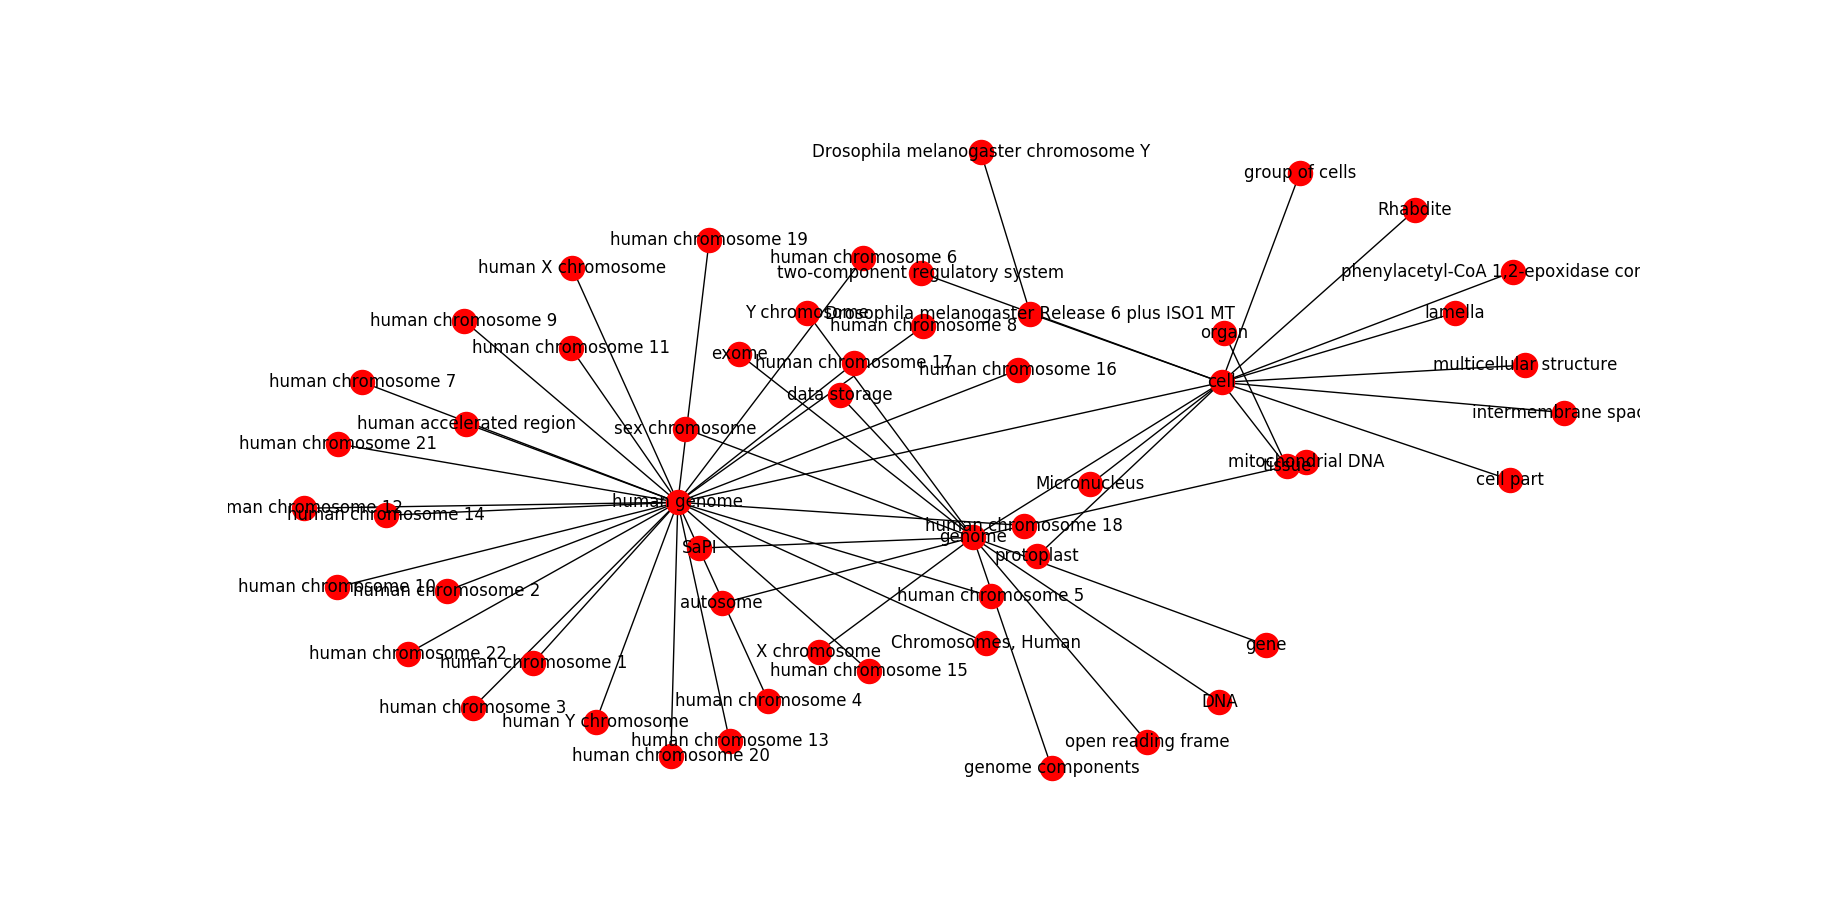 Drosophila melanogaster chromosome Y
group of cells
Rhabdite
human chromosome 19
human chromosome 6
human X chromosome
two-component regulatory system
phenylacetyl-CoA 1,2-epoxidase cor
Y chromosome
Drosophila melanogaster Release 6 plus ISO1 MT
lamella
human chromosome 9
human chromosome 8
organ
human chromosome 11
exome
human chromosome 17
human chromosome 16
multicellular structure
human chromosome 7
cell
data storage
intermembrane spac
human accelerated region
sex chromosome
human chromosome 21
mitochondrial DNA
tissue
cell part
Micronucleus
human genome
man chromosome 12
human chromosome 14
human chromosome 18
genome
SaPI
protoplast
human chromosome 10
human chromosome 2
human chromosome 5
autosome
Chromosomes, Human
gene
X chromosome
human chromosome 22
human chromosome 1
human chromosome 15
human chromosome 4
DNA
human chromosome 3
human Y chromosome
human chromosome 13
open reading frame
human chromosome 20
genome components